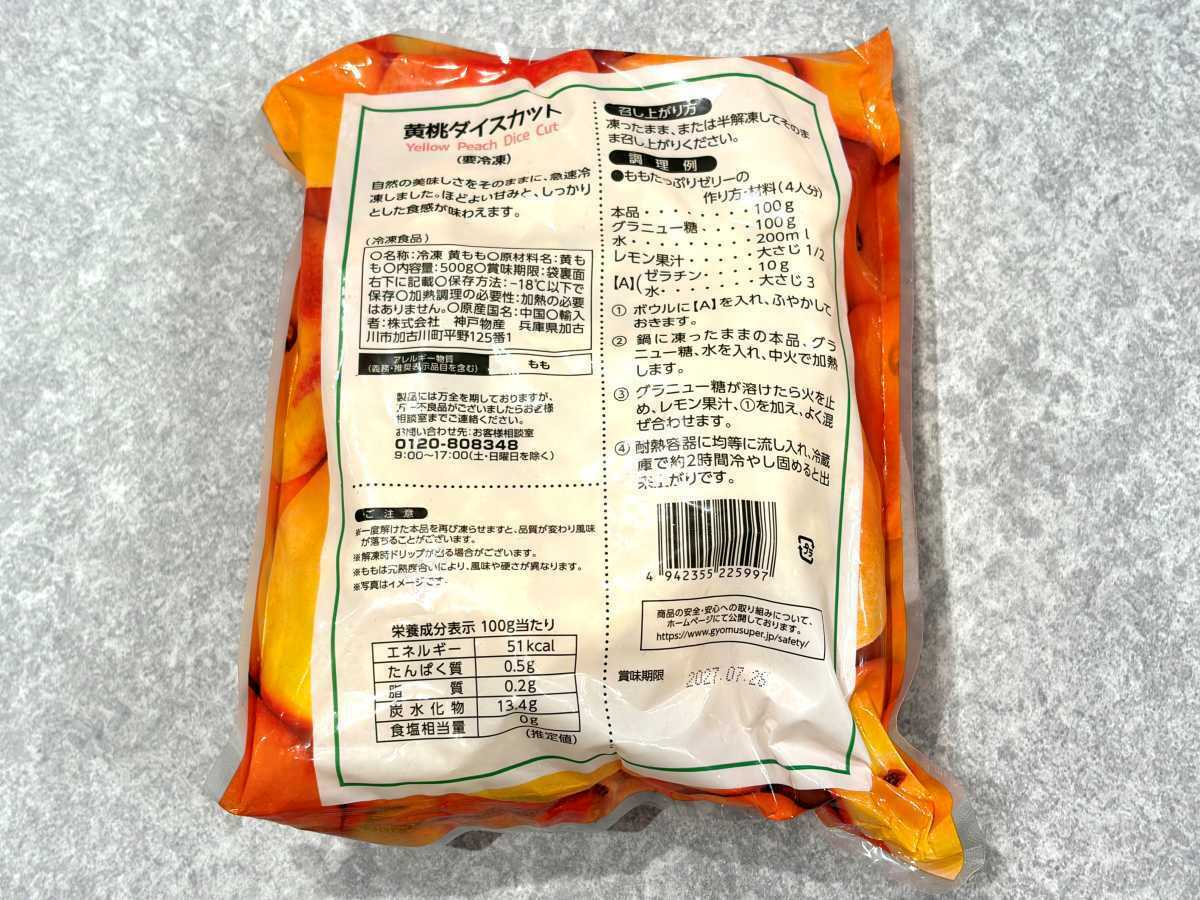 黄桃ダイスカット
Yellow Peach Dice Cut
(要冷凍)
自然の美味しさをそのままに、急速冷
凍しました。ほどよい甘みと、しっかり
とした食感が味わえます。
(冷凍食品)
〇名称:冷凍 黄もも〇原材料名:黄も
も〇内容量:500g〇賞味期限:袋裏面
右下に記載〇保存方法:−18℃以下で
保存〇加熱調理の必要性:加熱の必要
はありません。〇原産国名:中国〇輸入
者:株式会社 神戸物産 兵庫県加古
川市加古川町平野125番1
アレルギー物質
(義務・推奨表示品目を含む)
もも
製品には万全を期しておりますが、
万一不良品がございましたらお客様
相談室までご連絡ください。
お問い合わせ先:お客様相談室
0120-808348
9:00〜17:00(土・日曜日を除く)
ご注意
※一度解けた本品を再び凍らせますと、品質が変わり風味
が落ちることがございます。
※解凍時ドリップが出る場合がございます。
※ももは完熟度合いにより、風味や硬さが異なります。
※写真はイメージです。
栄養成分表示 100g当たり
エネルギー 51kcal
たんぱく質 0.5g
脂質 0.2g
炭水化物 13.4g
食塩相当量 0g
(推定値)
召し上がり方
凍ったまま、または半解凍してそのま
ま召し上がりください。
調理例
●ももたっぷりゼリーの
作り方・材料(4人分)
本品・・・・・・・・100g
グラニュー糖・・・・100g
水・・・・・・・・・200ml
レモン果汁・・・・大さじ1/2
【A】(ゼラチン・・・・・10g
水・・・・・・・大さじ3
① ボウルに【A】を入れ、ふやかして
おきます。
② 鍋に凍ったままの本品、グラ
ニュー糖、水を入れ、中火で加熱
します。
③ グラニュー糖が溶けたら火を止
め、レモン果汁、①を加え、よく混
ぜ合わせます。
④ 耐熱容器に均等に流し入れ、冷蔵
庫で約2時間冷やし固めると出
来上がりです。
4 942355 225997
プラ
商品の安全・安心への取り組みについて、
ホームページにて公開しております。
https://www.gyomusuper.jp/safety/
賞味期限 2027.07.26